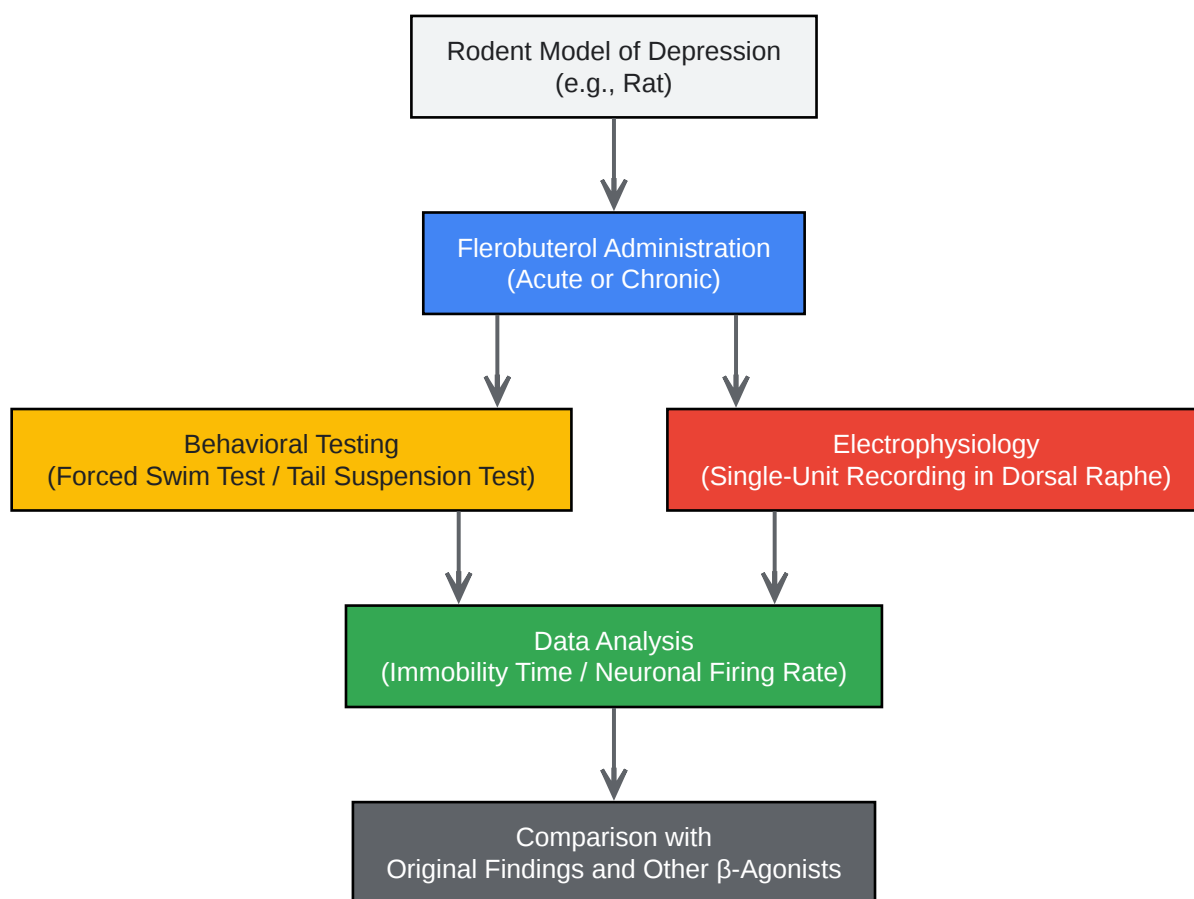 Rodent Model of Depression
(e.g., Rat)
Flerobuterol Administration
(Acute or Chronic)
Behavioral Testing
(Forced Swim Test / Tail Suspension Test)
Electrophysiology
(Single-Unit Recording in Dorsal Raphe)
Data Analysis
(Immobility Time / Neuronal Firing Rate)
Comparison with
Original Findings and Other β-Agonists